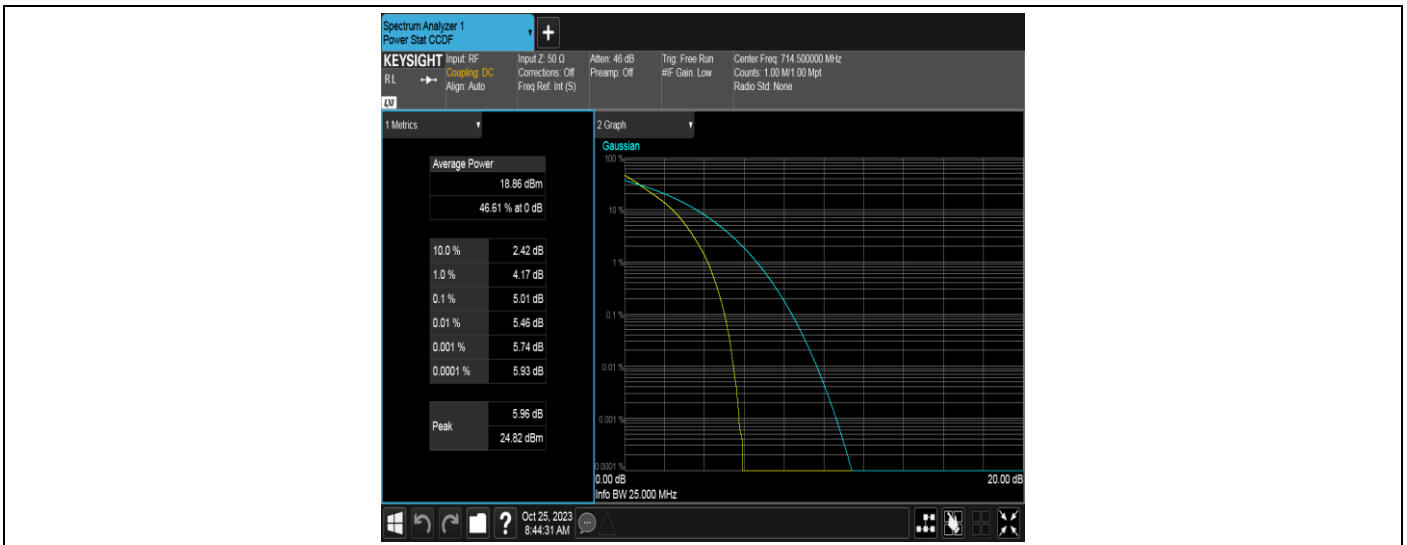 Spectrum Analyzer 1
Power Stat CCDF
+
KEYSIGHT
RL
LXI
Input: RF
Coupling: DC
Align: Auto
Input Z: 50 Ω
Corrections: Off
Freq Ref: Int (S)
Atten: 46 dB
Preamp: Off
Trig: Free Run
#IF Gain: Low
Center Freq: 714.500000 MHz
Counts: 1.00 M/1.00 Mpt
Radio Std: None
1 Metrics
Average Power
18.86 dBm
46.61 % at 0 dB
10.0 % 2.42 dB
1.0 % 4.17 dB
0.1 % 5.01 dB
0.01 % 5.46 dB
0.001 % 5.74 dB
0.0001 % 5.93 dB
Peak
5.96 dB
24.82 dBm
2 Graph
Gaussian
100 %
10 %
1 %
0.1 %
0.01 %
0.001 %
0.0001 %
0.00 dB
20.00 dB
Info BW 25.000 MHz
?
Oct 25, 2023
8:44:31 AM